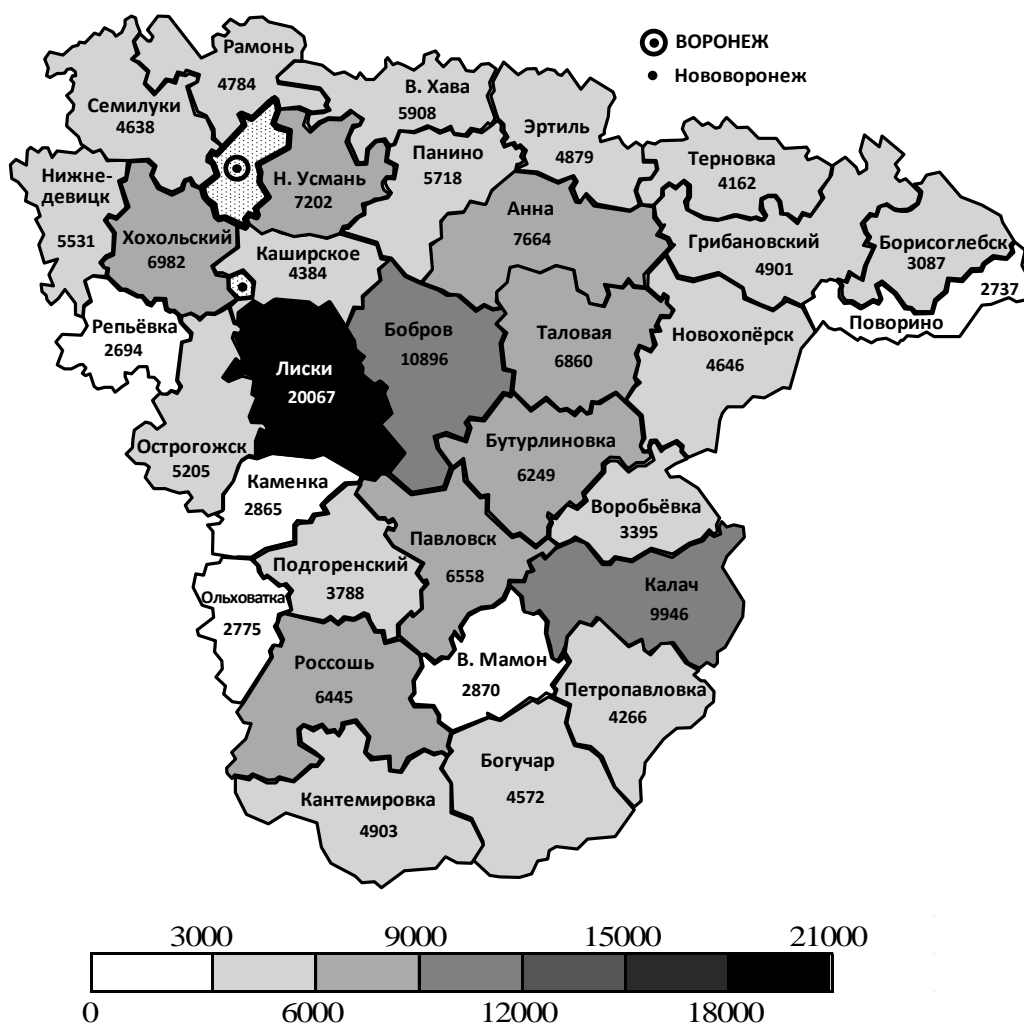 ВОРОНЕЖ
Нововоронеж
Рамонь
4784
Семилуки
4638
В. Хава
5908
Эртиль
4879
Панино
5718
Терновка
4162
Нижне-
девицк
5531
Н. Усмань
7202
Анна
7664
Хохольский
6982
Каширское
4384
Грибановский
4901
Борисоглебск
3087
2737
Поворино
Репьёвка
2694
Лиски
20067
Бобров
10896
Таловая
6860
Новохопёрск
4646
Острогожск
5205
Бутурлиновка
6249
Каменка
2865
Воробьёвка
3395
Павловск
6558
Подгоренский
3788
Калач
9946
Ольховатка
2775
Россошь
6445
В. Мамон
2870
Петропавловка
4266
Богучар
4572
Кантемировка
4903
3000 9000 15000 21000
0 6000 12000 18000